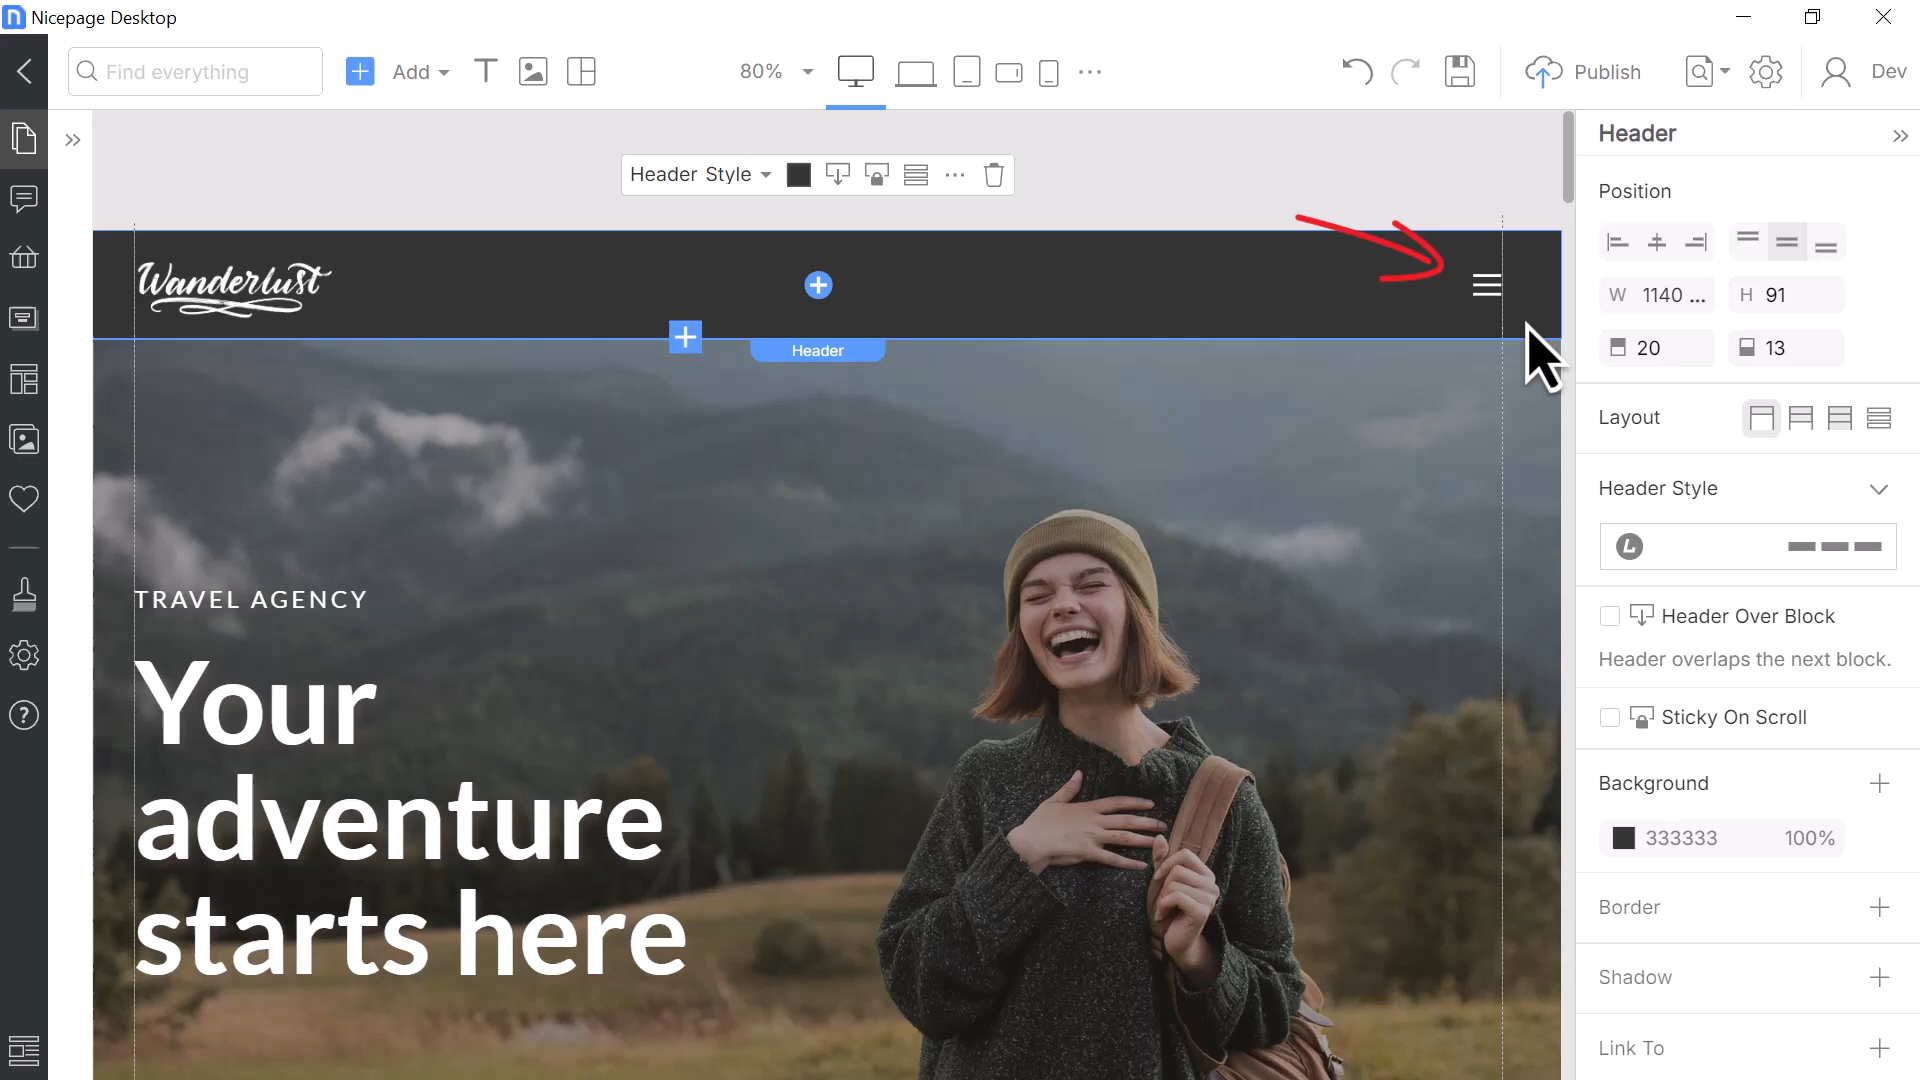 Nicepage Desktop
Find everything
Add
80%
Publish
Dev
Header Style
Header
Wanderlust
Header
TRAVEL AGENCY
Your
adventure
starts here
Position
W 1140 ...
H 91
20
13
Layout
Header Style
Header Over Block
Header overlaps the next block.
Sticky On Scroll
Background
333333 100%
Border
Shadow
Link To